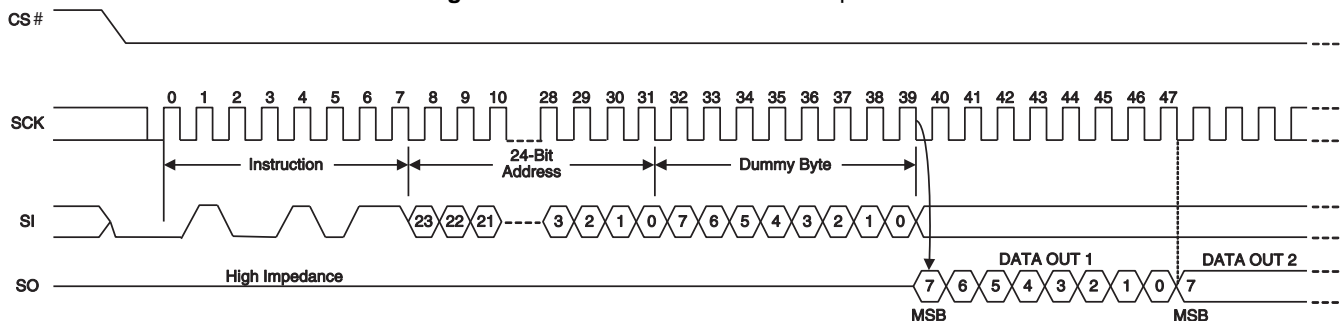 CS#
SCK
0 1 2 3 4 5 6 7 8 9 10 28 29 30 31 32 33 34 35 36 37 38 39 40 41 42 43 44 45 46 47
Instruction
24-Bit
Address
Dummy Byte
SI
23 22 21 3 2 1 0 7 6 5 4 3 2 1 0
High Impedance
DATA OUT 1
DATA OUT 2
SO
7 6 5 4 3 2 1 0 7
MSB
MSB